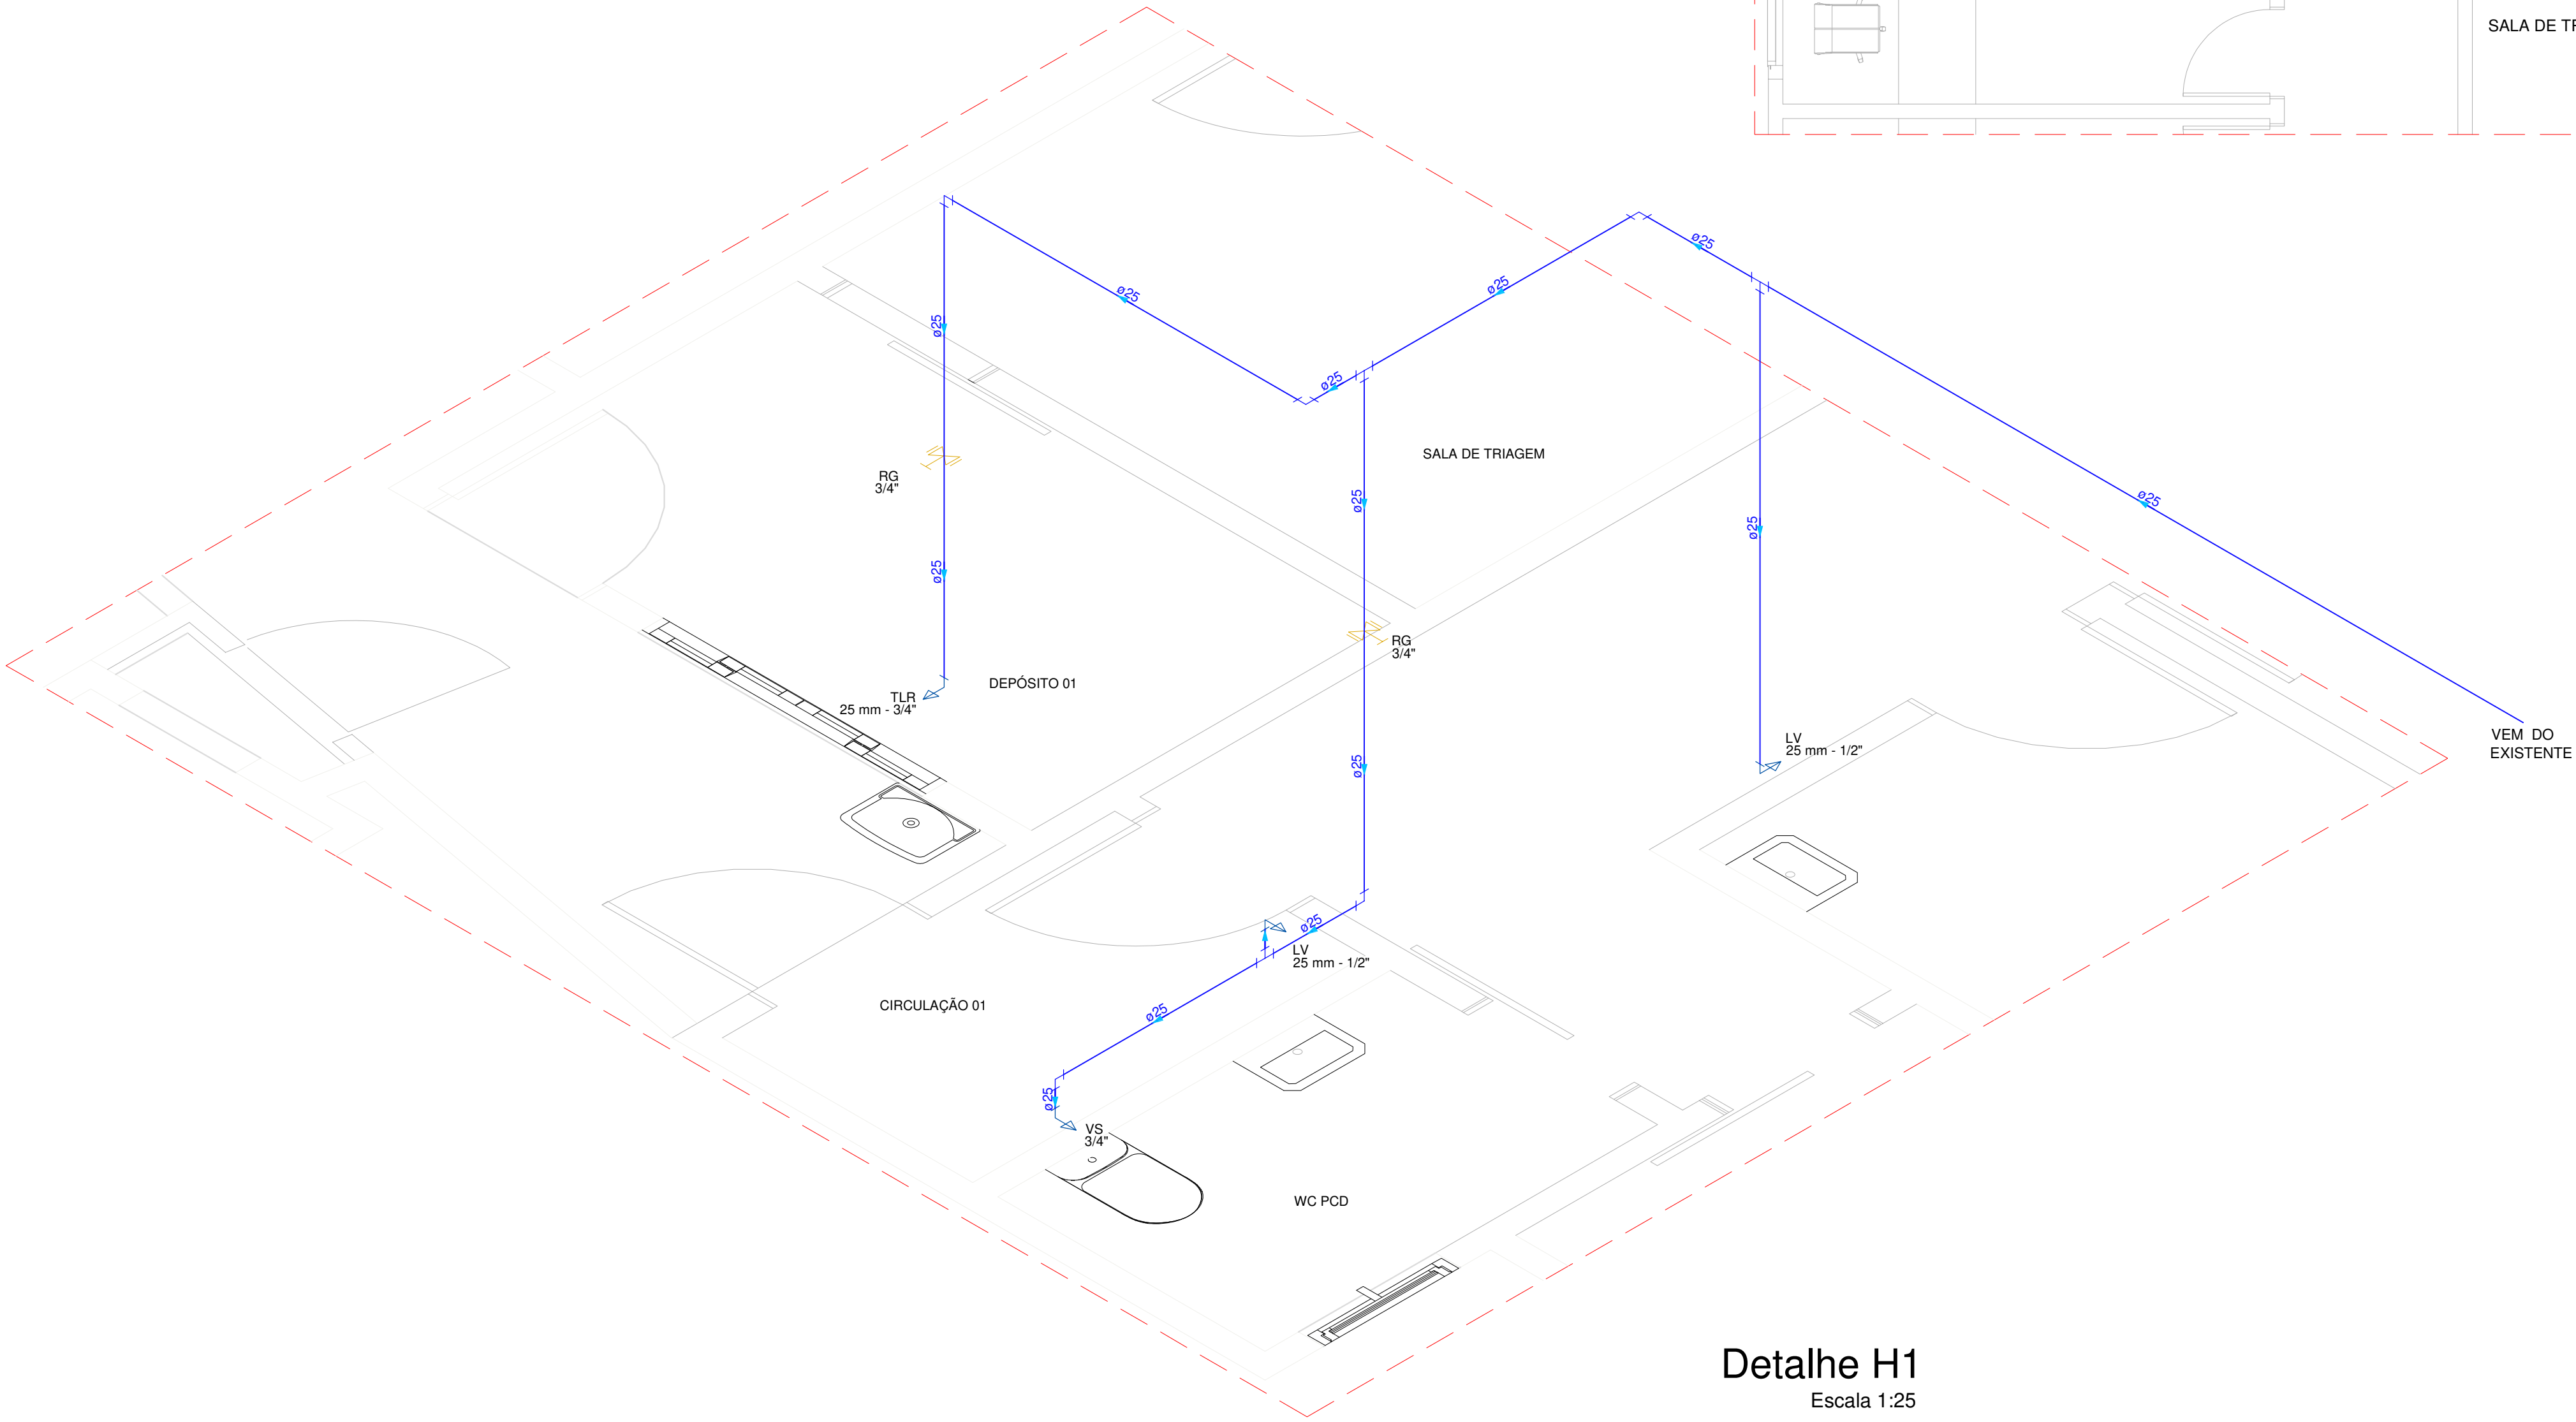 SALA DE TR
ø25
ø25
ø25
ø25
ø25
ø25
SALA DE TRIAGEM
RG
3/4"
ø25
ø25
ø25
ø25
RG
3/4"
DEPÓSITO 01
TLR
25 mm - 3/4"
ø25
LV
25 mm - 1/2"
VEM DO
EXISTENTE
ø25
LV
25 mm - 1/2"
CIRCULAÇÃO 01
ø25
ø25
VS
3/4"
WC PCD
Detalhe H1
Escala 1:25